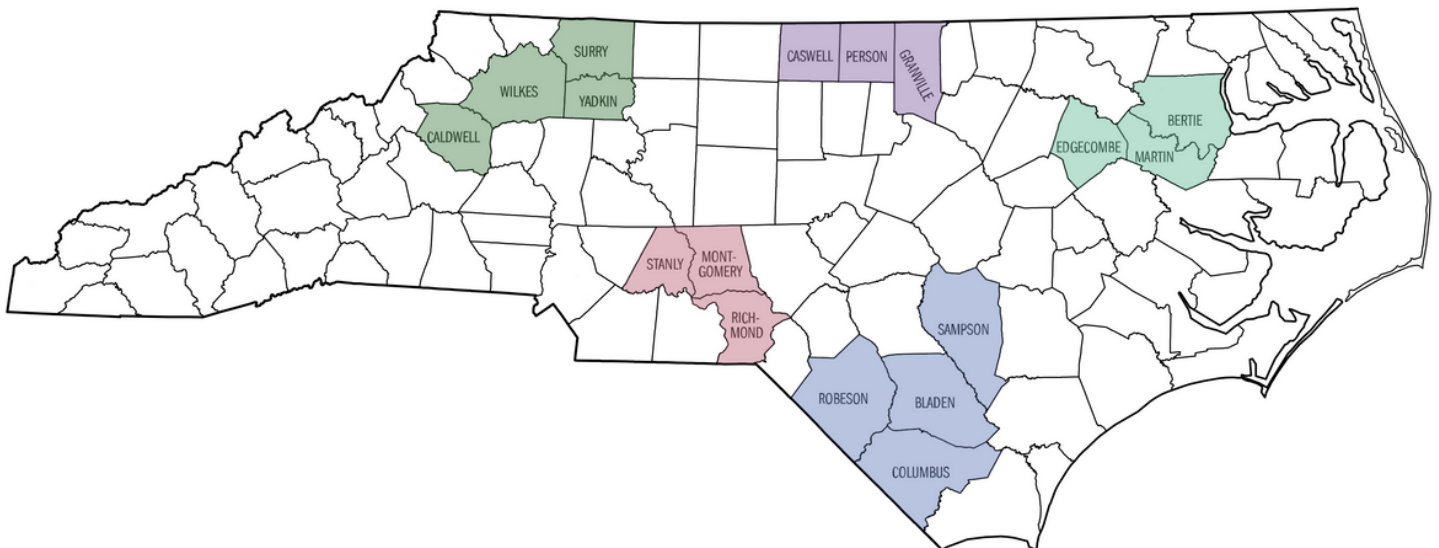 SURRY
WILKES
YADKIN
CALDWELL
CASWELL
PERSON
GRANVILLE
BERTIE
EDGECOMBE
MARTIN
STANLY
MONT-
GOMERY
RICH-
MOND
SAMPSON
ROBESON
BLADEN
COLUMBUS